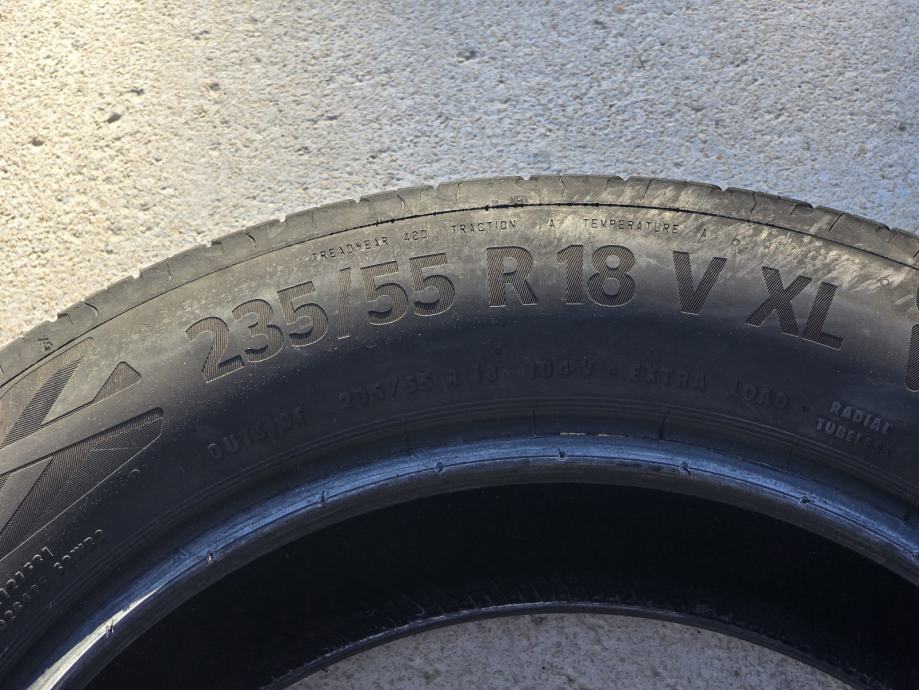 TREADWEAR 420 TRACTION A TEMPERATURE A
235/55 R18 V XL
OUTSIDE 235/55 R 18 104 V • EXTRA LOAD •
RADIAL
TUBELESS